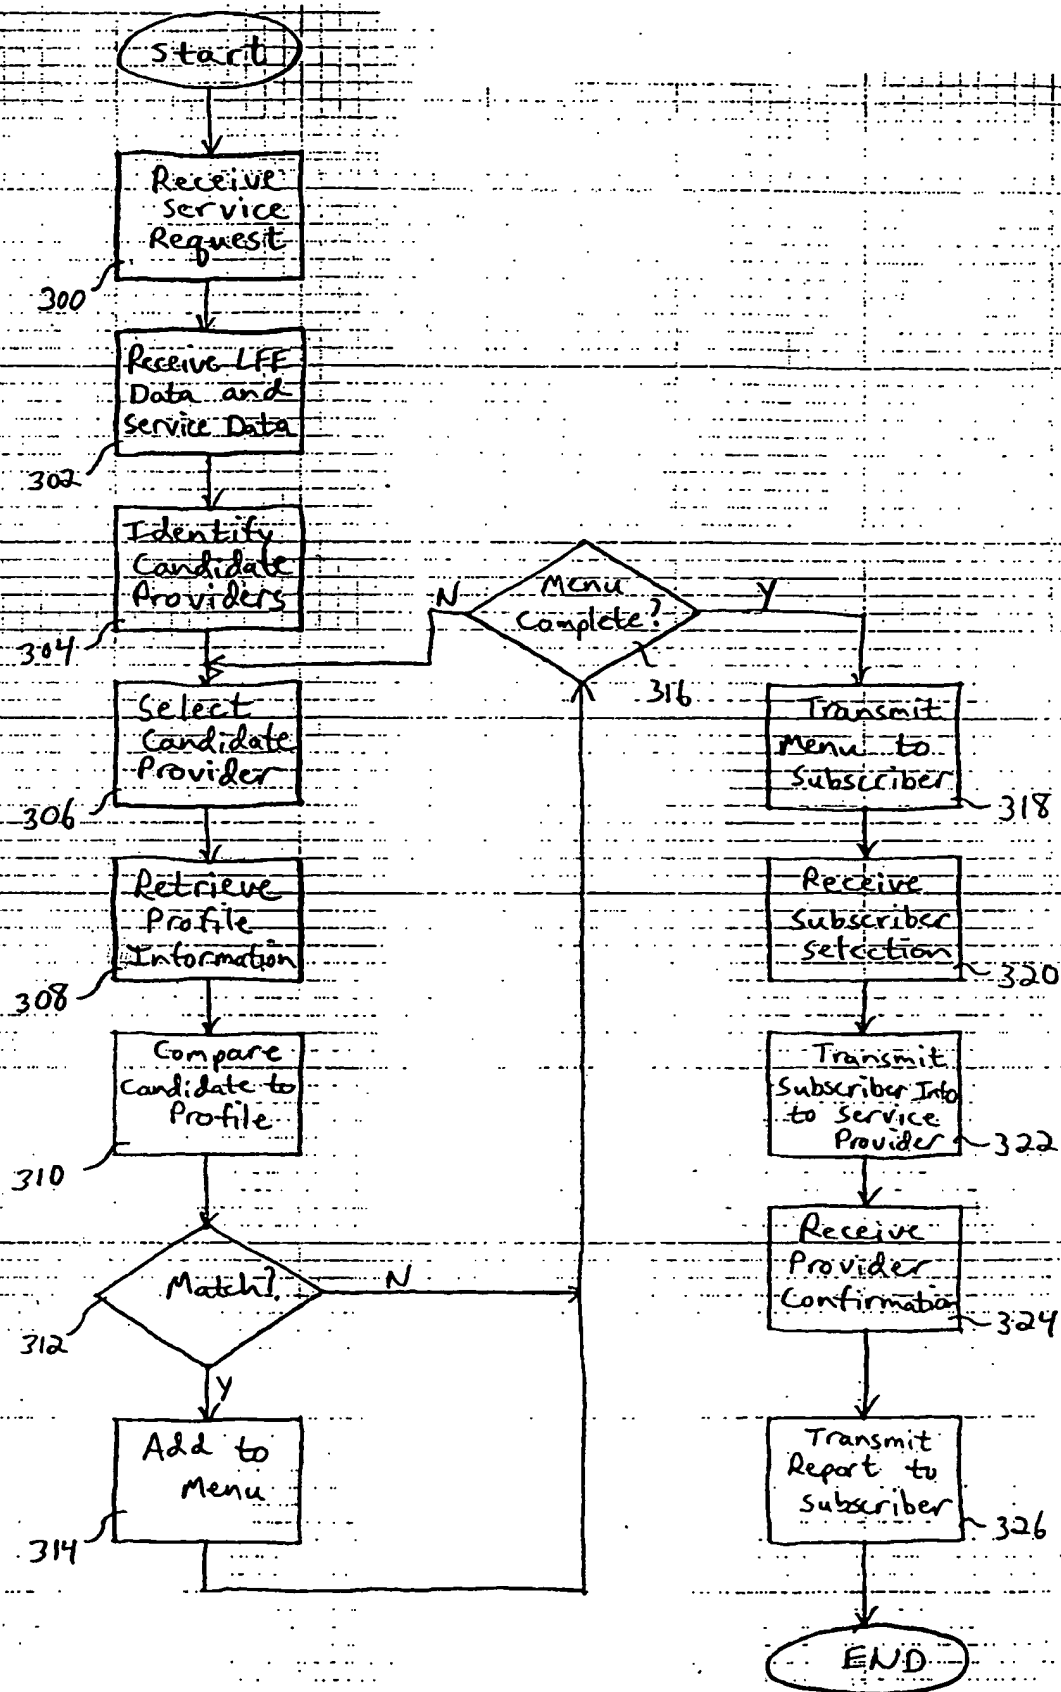 Start
Receive
Service
Request
300
Receive LFE
Data and
Service Data
302
Identify
Candidate
Providers
304
Select
Candidate
Provider
306
Retrieve
Profile
Information
308
Compare
Candidate to
Profile
310
Match?
N
312
Y
Add to
Menu
314
Menu
Complete?
N
Y
316
Transmit
Menu to
Subscriber
318
Receive
Subscriber
Selection
320
Transmit
Subscriber Info
to Service
Provider
322
Receive
Provider
Confirmation
324
Transmit
Report to
Subscriber
326
END